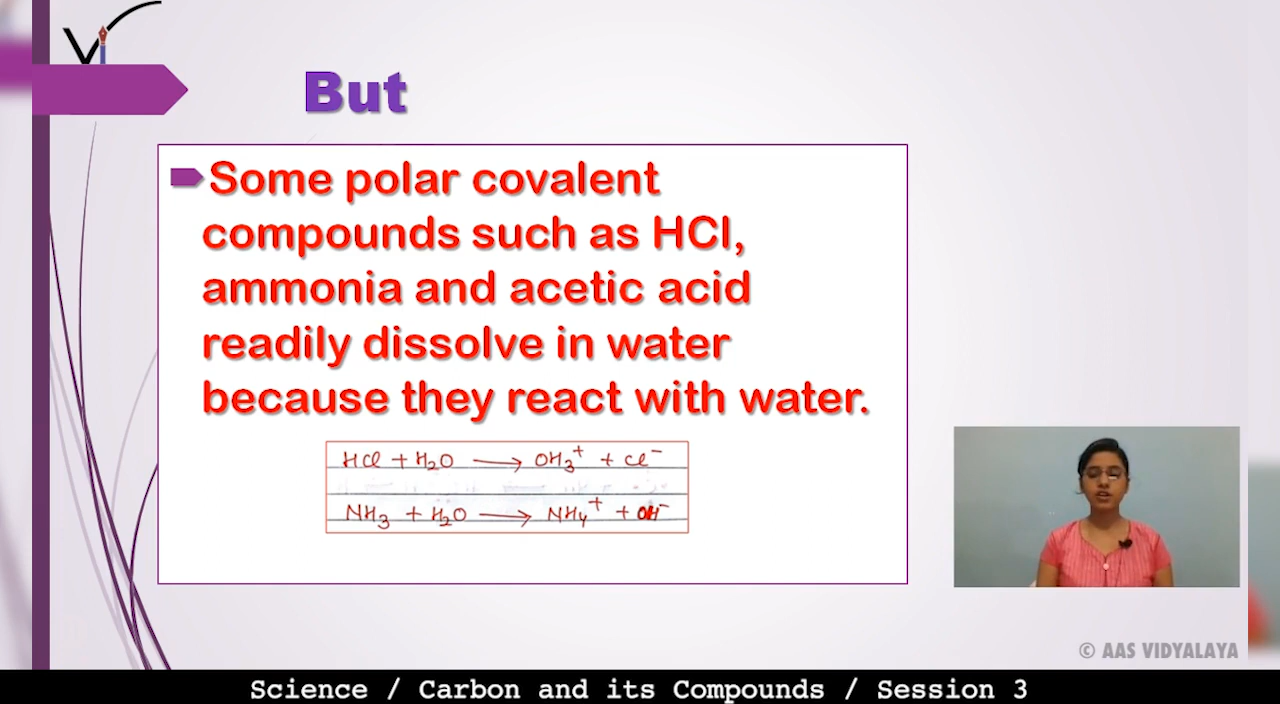 But
Some polar covalent
compounds such as HCl,
ammonia and acetic acid
readily dissolve in water
because they react with water.
HCl + H₂O ⟶ OH₃⁺ + Cl⁻
NH₃ + H₂O ⟶ NH₄⁺ + OH⁻
© AAS VIDYALAYA
Science / Carbon and its Compounds / Session 3